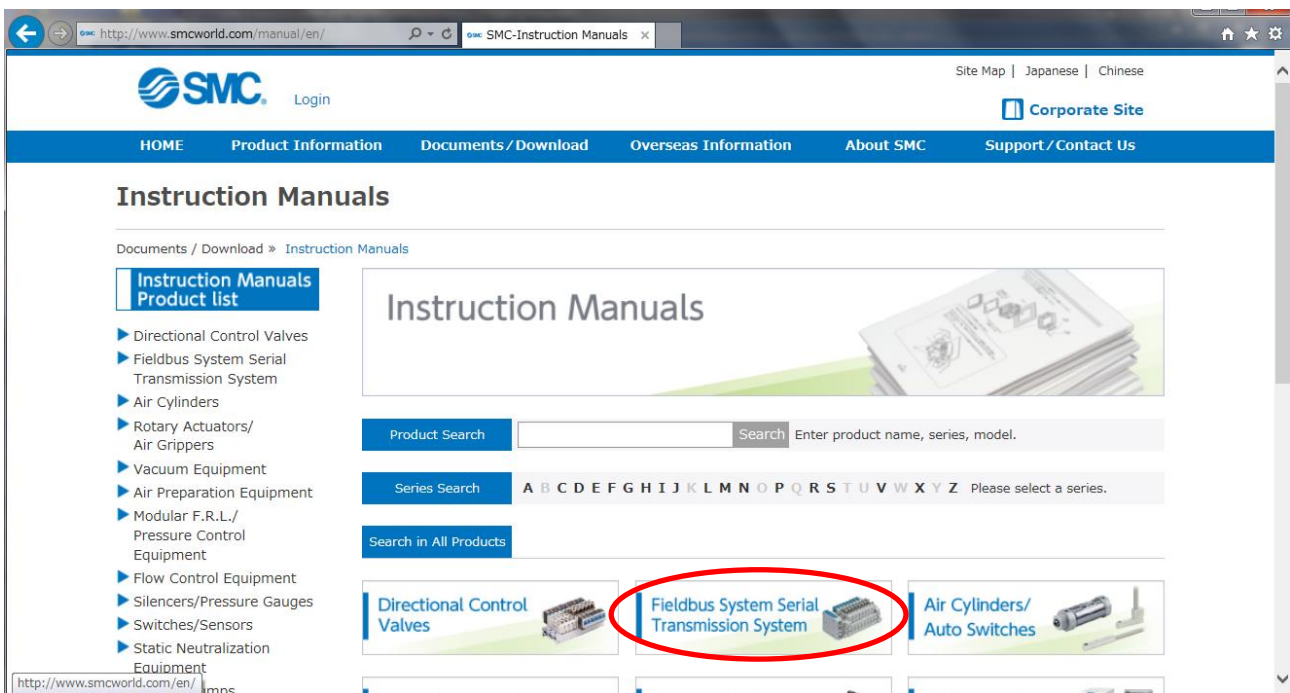 http://www.smcworld.com/manual/en/
SMC-Instruction Manuals
Site Map | Japanese | Chinese
SMC.
Login
Corporate Site
HOME Product Information Documents/Download Overseas Information About SMC Support/Contact Us
Instruction Manuals
Documents / Download » Instruction Manuals
Instruction Manuals
Product list
Directional Control Valves
Fieldbus System Serial
Transmission System
Air Cylinders
Rotary Actuators/
Air Grippers
Vacuum Equipment
Air Preparation Equipment
Modular F.R.L./
Pressure Control
Equipment
Flow Control Equipment
Silencers/Pressure Gauges
Switches/Sensors
Static Neutralization
Equipment
Instruction Manuals
Product Search Search Enter product name, series, model.
Series Search A B C D E F G H I J K L M N O P Q R S T U V W X Y Z Please select a series.
Search in All Products
Directional Control
Valves
Fieldbus System Serial
Transmission System
Air Cylinders/
Auto Switches
http://www.smcworld.com/en/